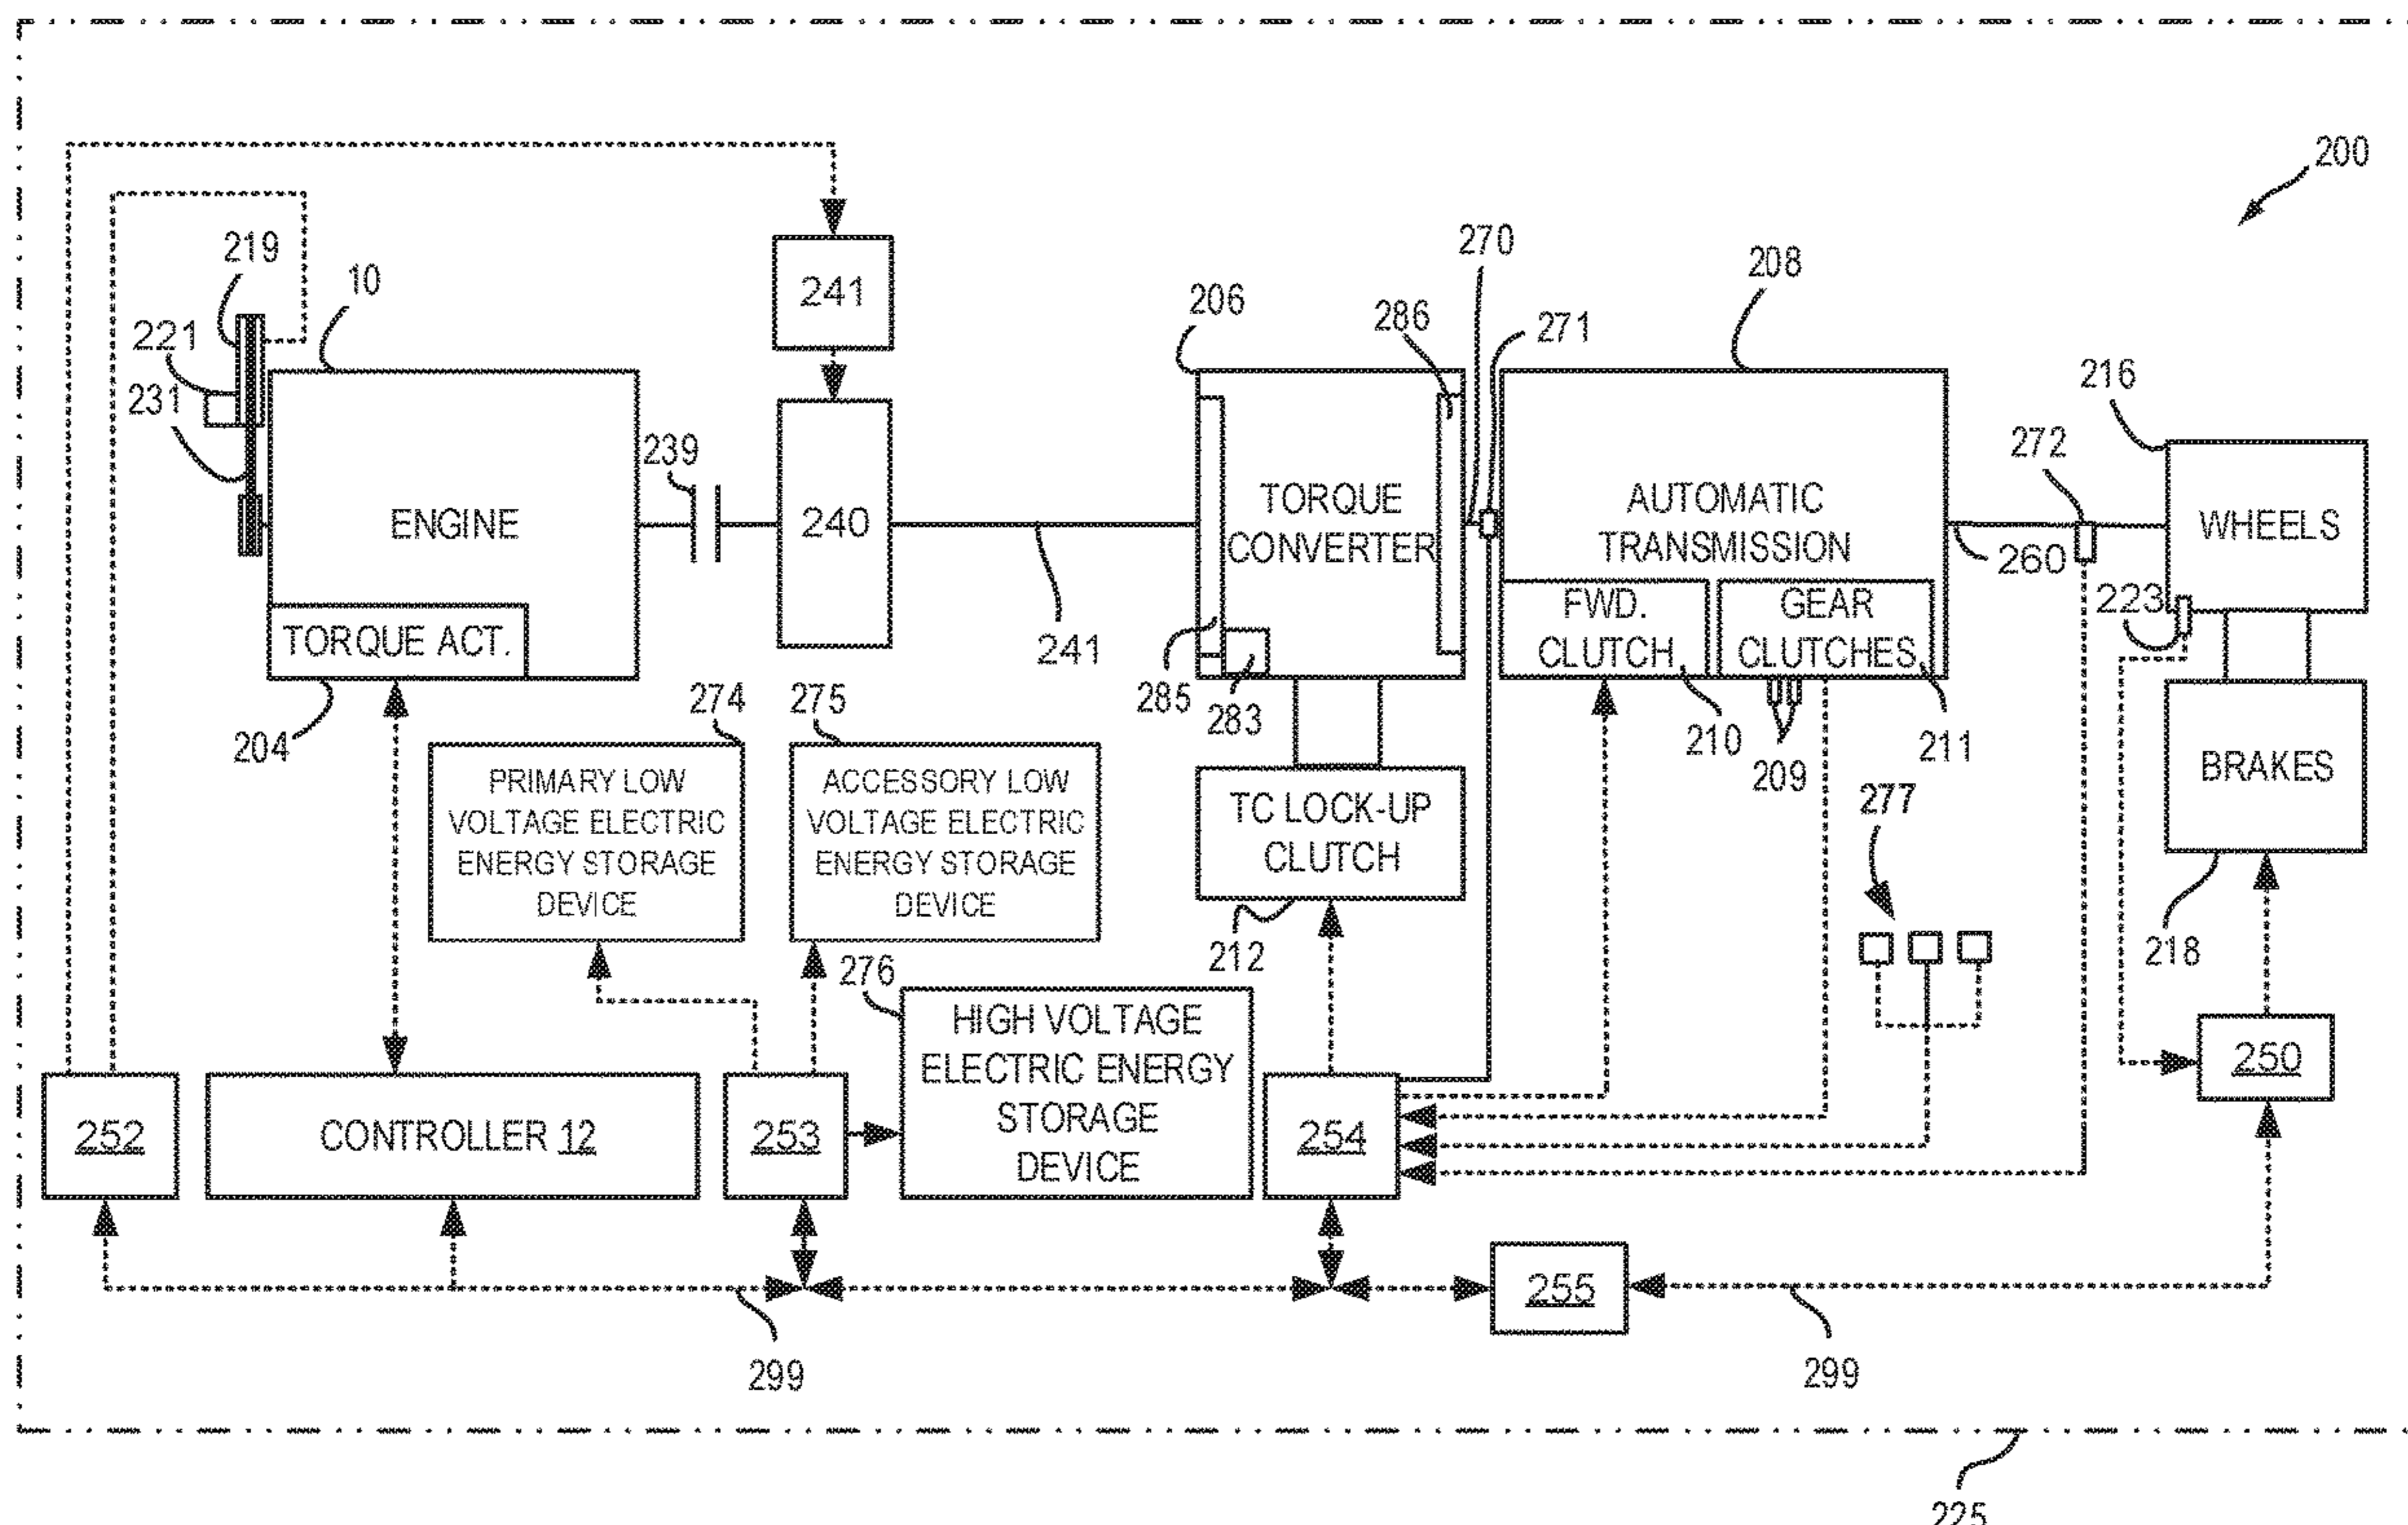 200
219
10
241
270
208
206
286
271
221
231
216
239
272
ENGINE
240
TORQUE
CONVERTER
AUTOMATIC
TRANSMISSION
WHEELS
260
223
TORQUE ACT.
241
285
283
FWD.
CLUTCH
GEAR
CLUTCHES
204
274
275
210
209
211
PRIMARY LOW
VOLTAGE ELECTRIC
ENERGY STORAGE
DEVICE
ACCESSORY LOW
VOLTAGE ELECTRIC
ENERGY STORAGE
DEVICE
TC LOCK-UP
CLUTCH
277
BRAKES
212
218
276
HIGH VOLTAGE
ELECTRIC ENERGY
STORAGE
DEVICE
252
CONTROLLER 12
253
254
250
255
299
299
225